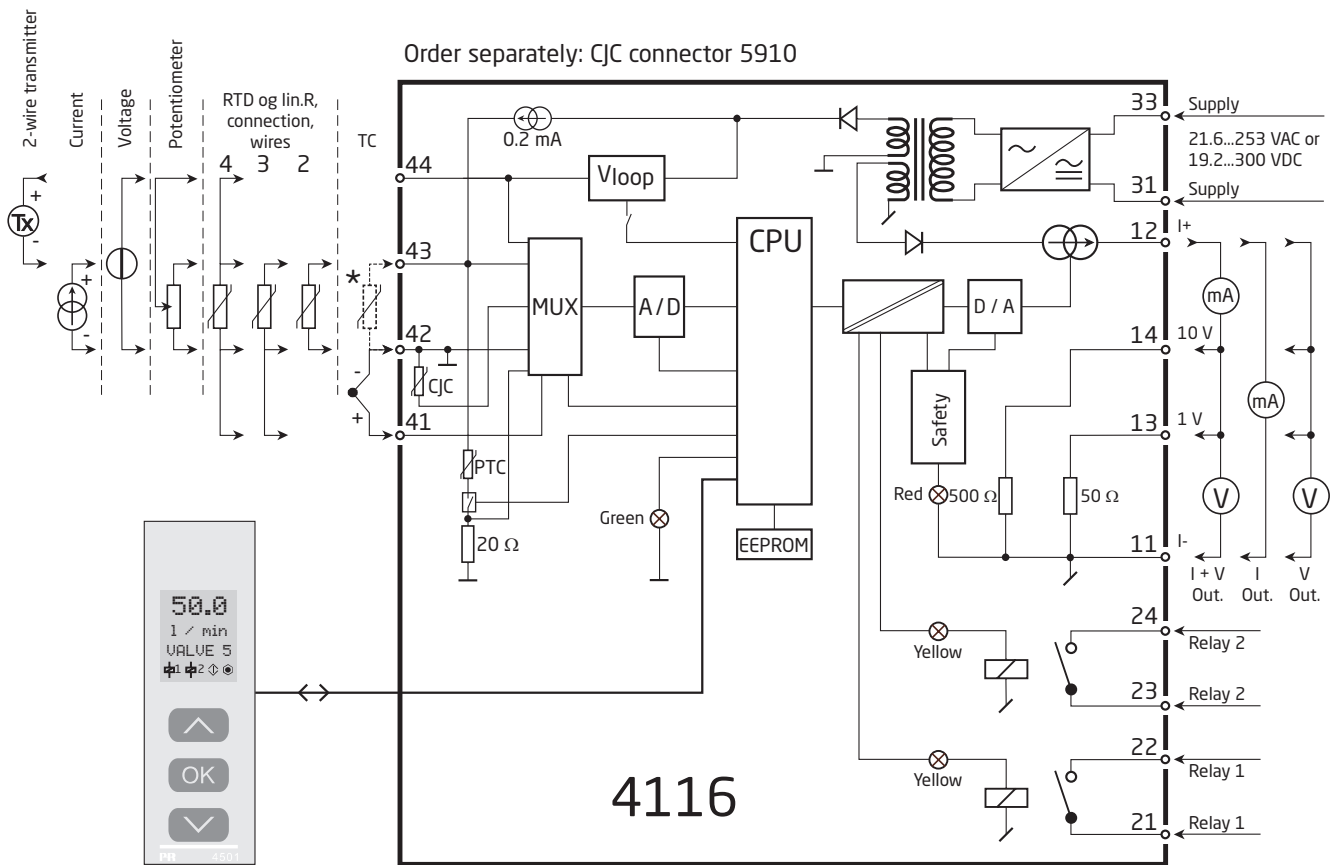 Order separately: CJC connector 5910
2-wire transmitter
Current
Voltage
Potentiometer
RTD og lin.R,
connection,
wires
4 3 2
TC
+
Tx
-
+
-
*
-
+
44
43
42
41
0.2 mA
Vloop
MUX
A/D
CPU
EEPROM
CJC
PTC
20 Ω
Green
D / A
Safety
Red
500 Ω
50 Ω
Yellow
Yellow
4116
33
Supply
21.6...253 VAC or
19.2...300 VDC
31
Supply
12
I+
14
10 V
13
1 V
11
I-
mA
mA
V
V
I + V
Out.
I
Out.
V
Out.
24
Relay 2
23
Relay 2
22
Relay 1
21
Relay 1
50.0
l / min
VALVE 5
1 2
OK
PR 4501